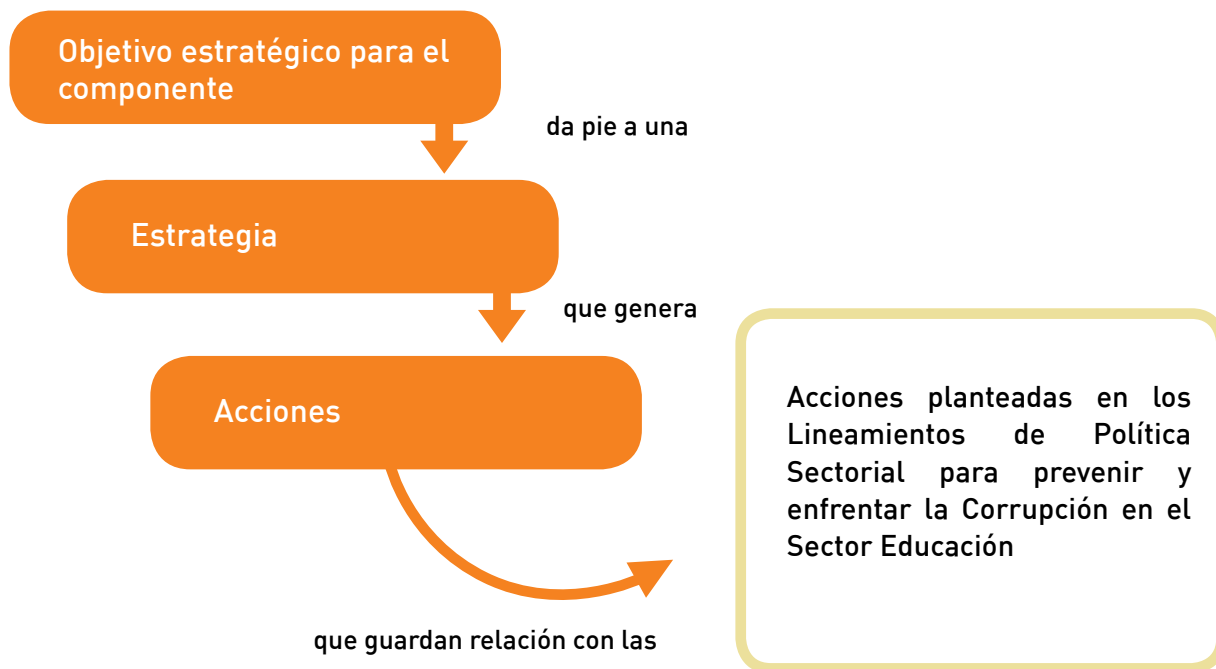 Objetivo estratégico para el
componente
da pie a una
Estrategia
que genera
Acciones
Acciones planteadas en los
Lineamientos de Política
Sectorial para prevenir y
enfrentar la Corrupción en el
Sector Educación
que guardan relación con las